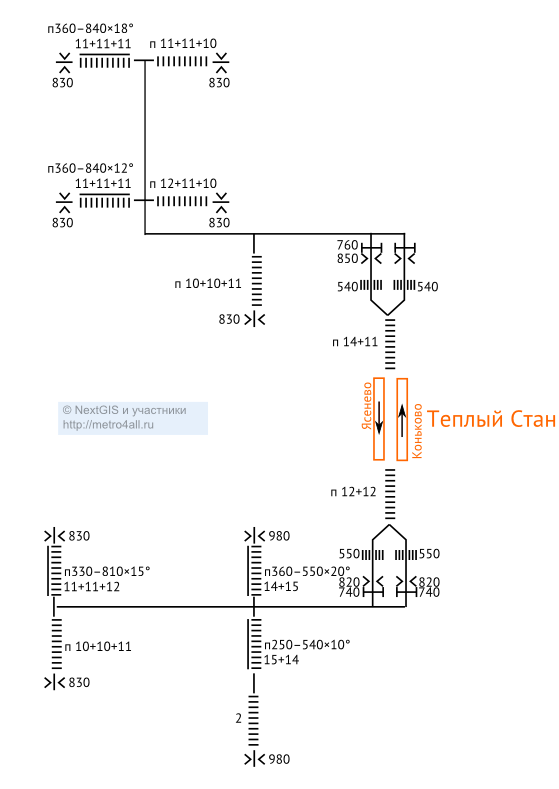 п360–840×18°
11+11+11
п 11+11+10
830
830
п360–840×12°
11+11+11
п 12+11+10
830
830
760
850
п 10+10+11
540
540
830
п 14+11
Ясенево
© NextGIS и участники
http://metro4all.ru
Теплый Стан
Коньково
п 12+12
830
980
550
550
п330–810×15°
11+11+12
п360–550×20°
14+15
820
820
740
740
п 10+10+11
п250–540×10°
15+14
830
2
980